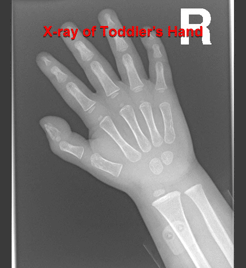 R
X-ray of Toddler's Hand